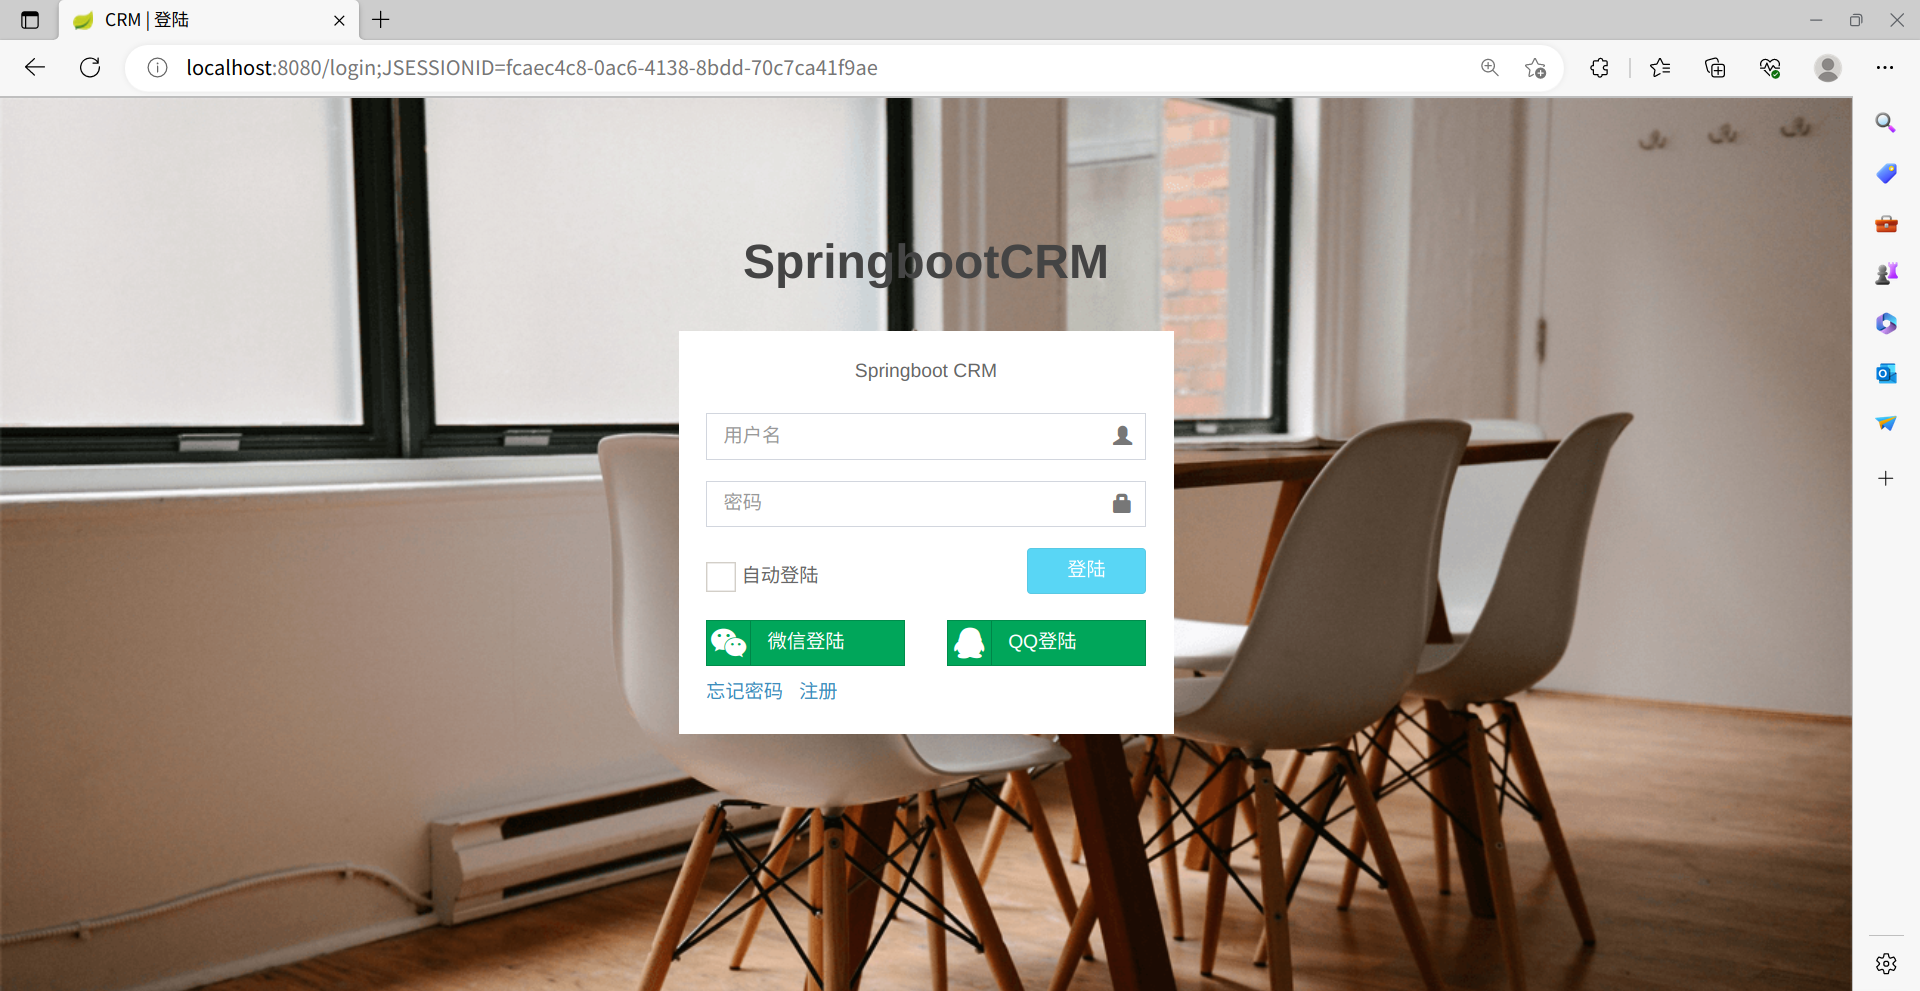 CRM | 登陆
localhost:8080/login;JSESSIONID=fcaec4c8-0ac6-4138-8bdd-70c7ca41f9ae
SpringbootCRM
Springboot CRM
用户名
密码
自动登陆
登陆
微信登陆
QQ登陆
忘记密码 注册